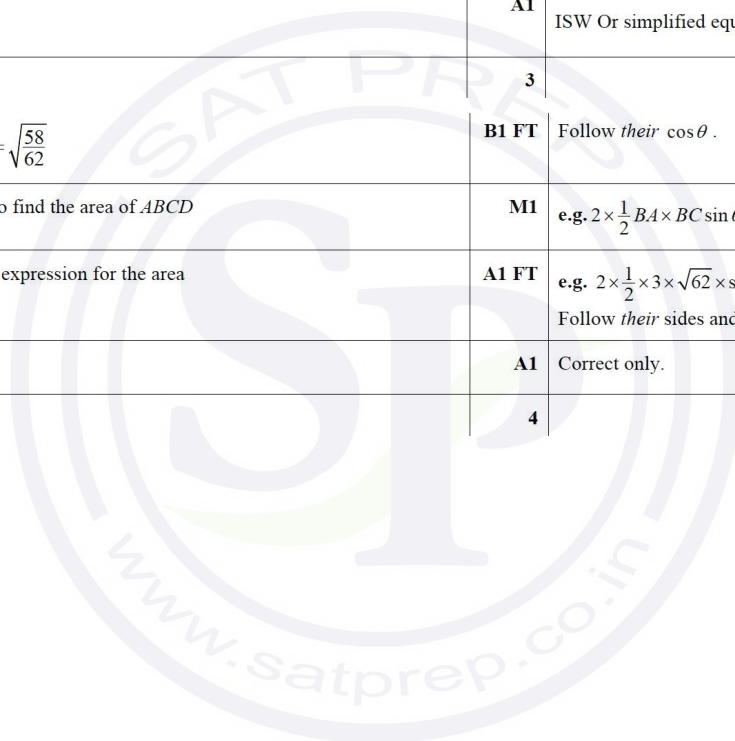 A1
ISW Or simplified
3
= √(58/62)
B1 FT Follow their cos θ .
find the area of ABCD
M1 e.g. 2 × 1/2 BA × BC sin
expression for the area
A1 FT e.g. 2 × 1/2 × 3 × √62 ×
Follow their sides
A1 Correct only.
4
SAT PREP
SP
www.satprep.co.in